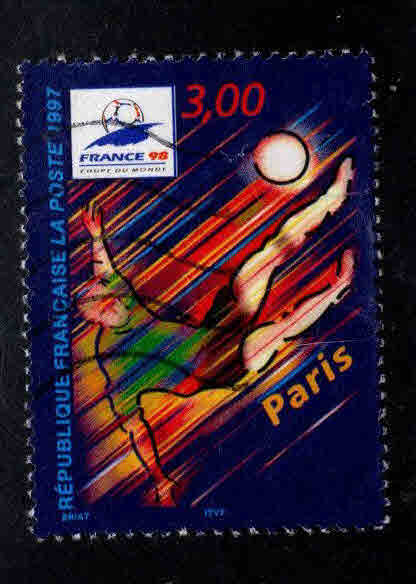 3,00
FRANCE 98
COUPE DU MONDE
RÉPUBLIQUE FRANÇAISE LA POSTE 1997
Paris
BRIAT
ITVF